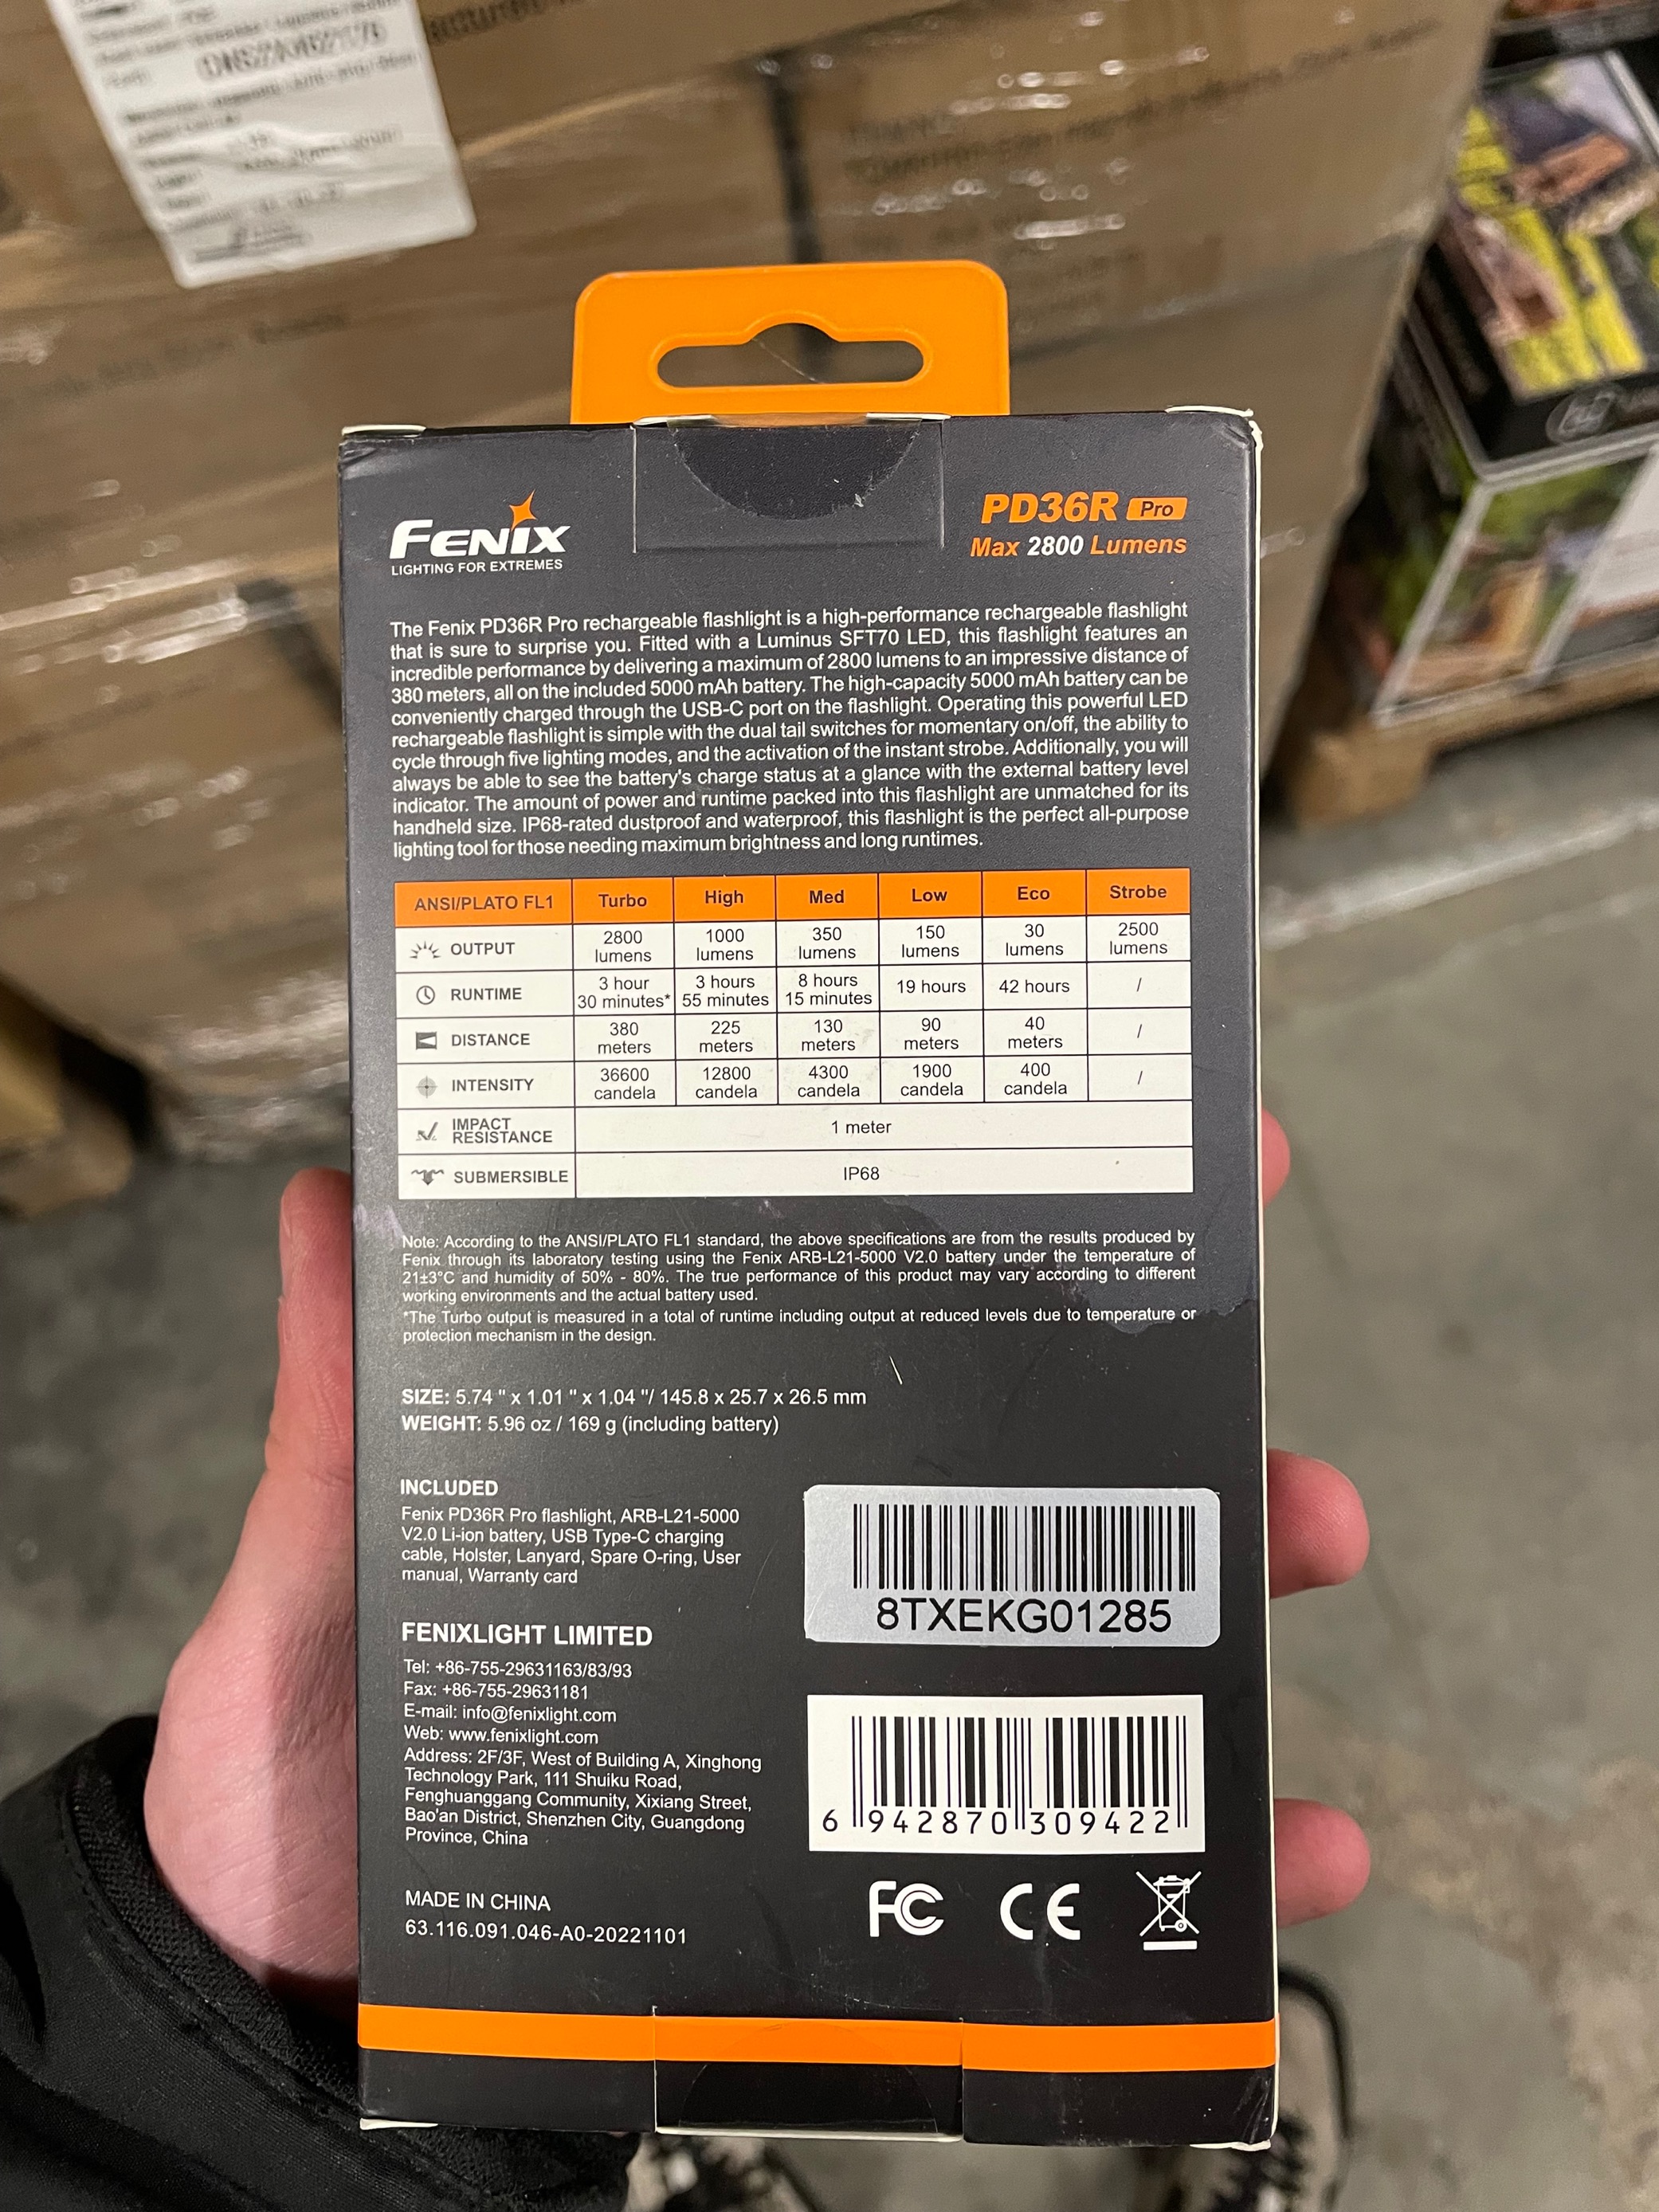 FENIX
LIGHTING FOR EXTREMES
PD36R Pro
Max 2800 Lumens
The Fenix PD36R Pro rechargeable flashlight is a high-performance rechargeable flashlight
that is sure to surprise you. Fitted with a Luminus SFT70 LED, this flashlight features an
incredible performance by delivering a maximum of 2800 lumens to an impressive distance of
380 meters, all on the included 5000 mAh battery. The high-capacity 5000 mAh battery can be
conveniently charged through the USB-C port on the flashlight. Operating this powerful LED
rechargeable flashlight is simple with the dual tail switches for momentary on/off, the ability to
cycle through five lighting modes, and the activation of the instant strobe. Additionally, you will
always be able to see the battery's charge status at a glance with the external battery level
indicator. The amount of power and runtime packed into this flashlight are unmatched for its
handheld size. IP68-rated dustproof and waterproof, this flashlight is the perfect all-purpose
lighting tool for those needing maximum brightness and long runtimes.
ANSI/PLATO FL1 Turbo High Med Low Eco Strobe
OUTPUT 2800 lumens 1000 lumens 350 lumens 150 lumens 30 lumens 2500 lumens
RUNTIME 3 hour 30 minutes* 3 hours 55 minutes 8 hours 15 minutes 19 hours 42 hours /
DISTANCE 380 meters 225 meters 130 meters 90 meters 40 meters /
INTENSITY 36600 candela 12800 candela 4300 candela 1900 candela 400 candela /
IMPACT RESISTANCE 1 meter
SUBMERSIBLE IP68
Note: According to the ANSI/PLATO FL1 standard, the above specifications are from the results produced by
Fenix through its laboratory testing using the Fenix ARB-L21-5000 V2.0 battery under the temperature of
21±3°C and humidity of 50% - 80%. The true performance of this product may vary according to different
working environments and the actual battery used.
*The Turbo output is measured in a total of runtime including output at reduced levels due to temperature or
protection mechanism in the design.
SIZE: 5.74 " x 1.01 " x 1.04 "/ 145.8 x 25.7 x 26.5 mm
WEIGHT: 5.96 oz / 169 g (including battery)
INCLUDED
Fenix PD36R Pro flashlight, ARB-L21-5000
V2.0 Li-ion battery, USB Type-C charging
cable, Holster, Lanyard, Spare O-ring, User
manual, Warranty card
8TXEKG01285
FENIXLIGHT LIMITED
Tel: +86-755-29631163/83/93
Fax: +86-755-29631181
E-mail: info@fenixlight.com
Web: www.fenixlight.com
Address: 2F/3F, West of Building A, Xinghong
Technology Park, 111 Shuiku Road,
Fenghuanggang Community, Xixiang Street,
Bao'an District, Shenzhen City, Guangdong
Province, China
6 942870 309422
MADE IN CHINA
63.116.091.046-A0-20221101
FC CE